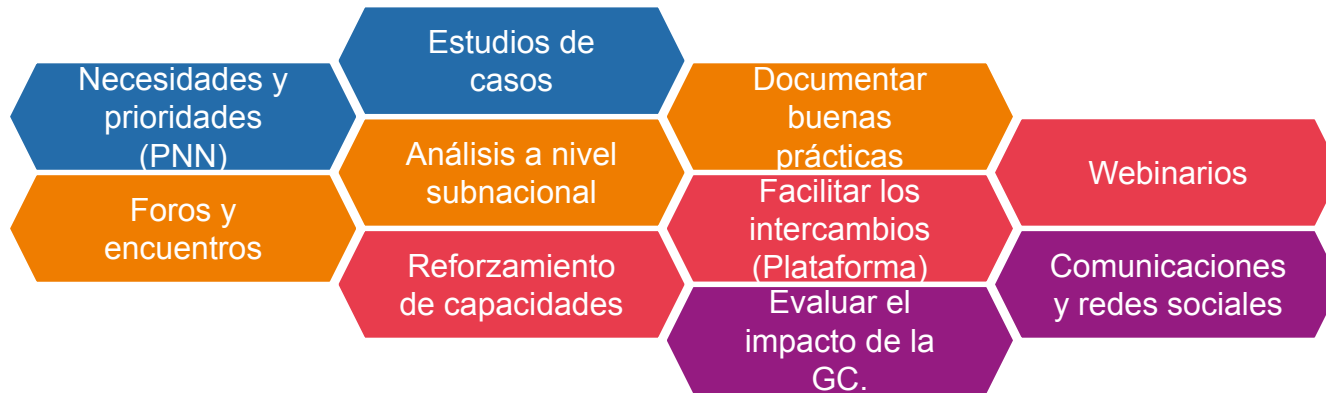 Necesidades y
prioridades
(PNN)
Foros y
encuentros
Estudios de
casos
Análisis a nivel
subnacional
Reforzamiento
de capacidades
Documentar
buenas
prácticas
Facilitar los
intercambios
(Plataforma)
Evaluar el
impacto de la
GC.
Webinarios
Comunicaciones
y redes sociales